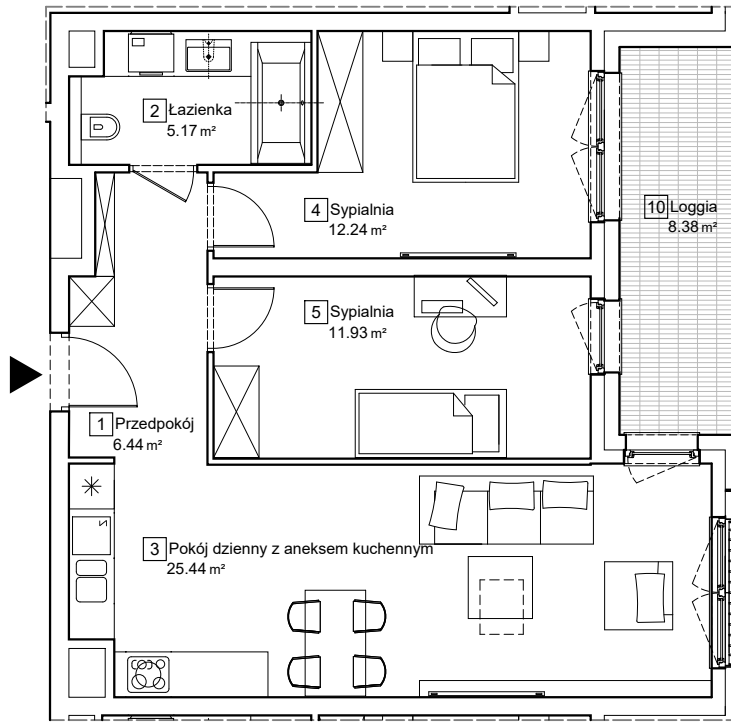 2 Łazienka
5.17 m²
4 Sypialnia
12.24 m²
10 Loggia
8.38 m²
5 Sypialnia
11.93 m²
1 Przedpokój
6.44 m²
3 Pokój dzienny z aneksem kuchennym
25.44 m²